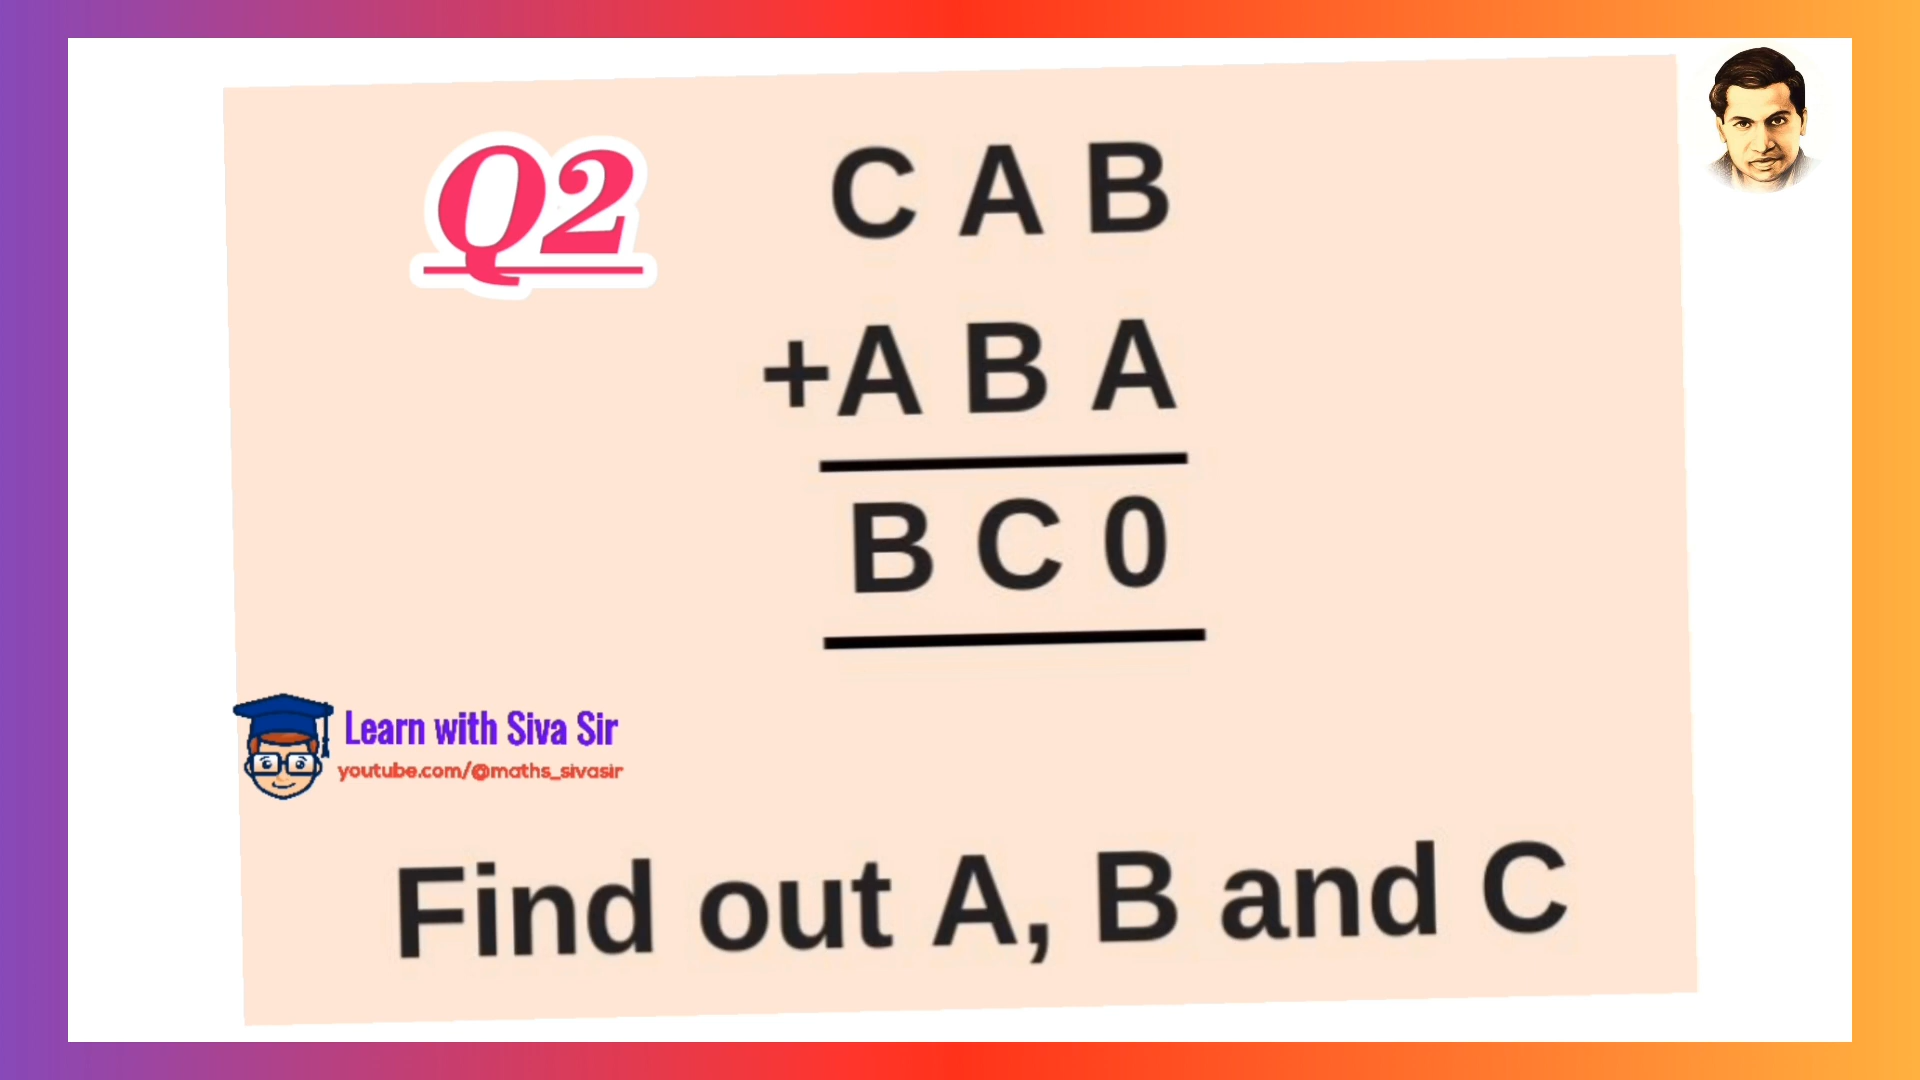 Q2
C A B
+A B A
B C 0
Learn with Siva Sir
youtube.com/@maths_sivasir
Find out A, B and C